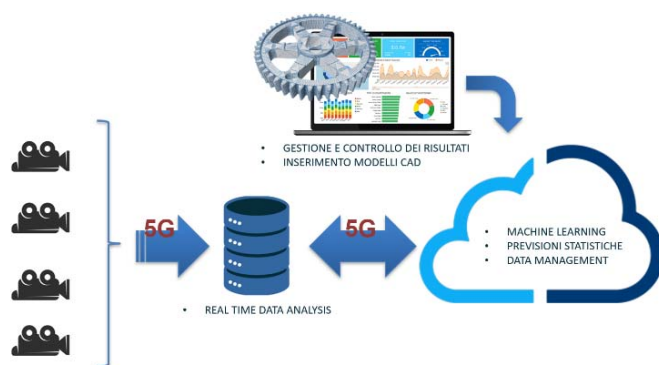 • GESTIONE E CONTROLLO DEI RISULTATI
• INSERIMENTO MODELLI CAD
5G
5G
• MACHINE LEARNING
• PREVISIONI STATISTICHE
• DATA MANAGEMENT
• REAL TIME DATA ANALYSIS